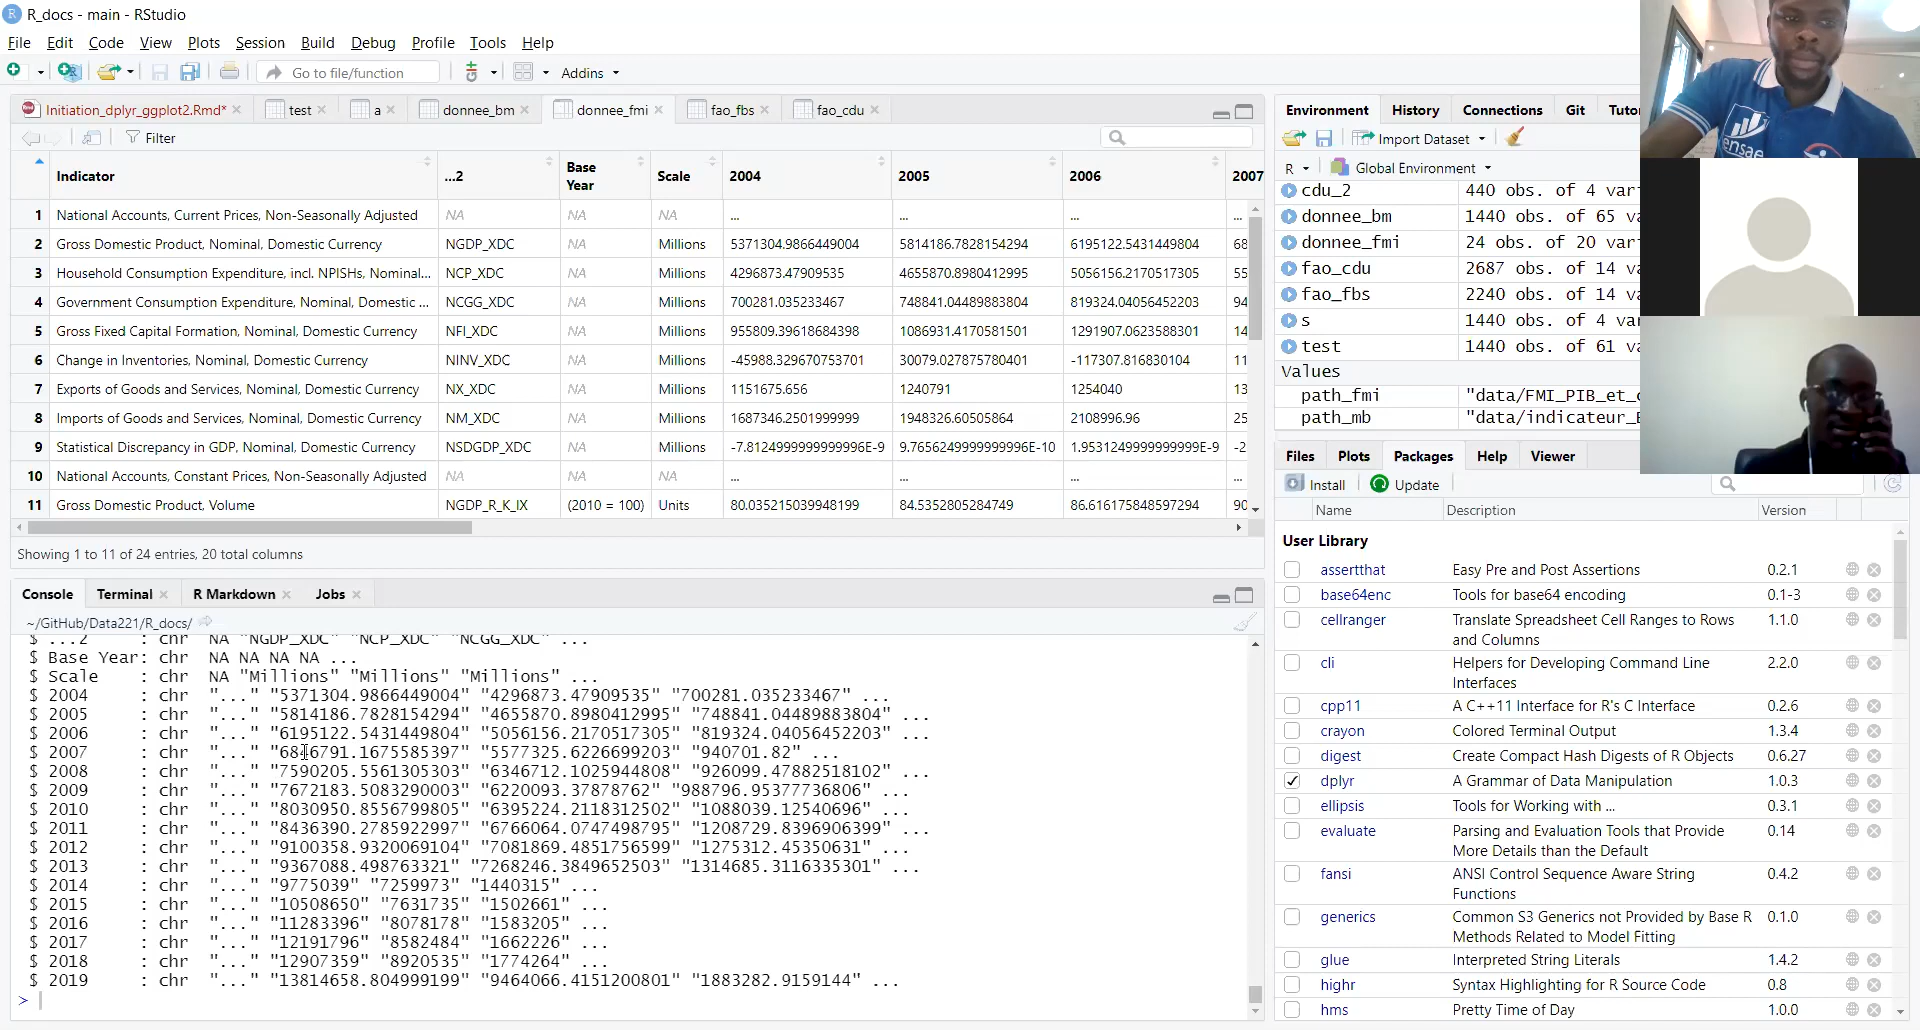 R_docs - main - RStudio
File Edit Code View Plots Session Build Debug Profile Tools Help
Go to file/function Addins
Initiation_dplyr_ggplot2.Rmd* test a donnee_bm donnee_fmi fao_fbs fao_cdu
Filter
Indicator ...2 Base Year Scale 2004 2005 2006 2007
1 National Accounts, Current Prices, Non-Seasonally Adjusted NA NA NA ... ... ... ...
2 Gross Domestic Product, Nominal, Domestic Currency NGDP_XDC NA Millions 5371304.9866449004 5814186.7828154294 6195122.5431449804 68
3 Household Consumption Expenditure, incl. NPISHs, Nominal... NCP_XDC NA Millions 4296873.47909535 4655870.8980412995 5056156.2170517305 55
4 Government Consumption Expenditure, Nominal, Domestic ... NCGG_XDC NA Millions 700281.035233467 748841.04489883804 819324.04056452203 94
5 Gross Fixed Capital Formation, Nominal, Domestic Currency NFI_XDC NA Millions 955809.39618684398 1086931.4170581501 1291907.0623588301 14
6 Change in Inventories, Nominal, Domestic Currency NINV_XDC NA Millions -45988.329670753701 30079.027875780401 -117307.816830104 11
7 Exports of Goods and Services, Nominal, Domestic Currency NX_XDC NA Millions 1151675.656 1240791 1254040 13
8 Imports of Goods and Services, Nominal, Domestic Currency NM_XDC NA Millions 1687346.2501999999 1948326.60505864 2108996.96 25
9 Statistical Discrepancy in GDP, Nominal, Domestic Currency NSDGDP_XDC NA Millions -7.8124999999999996E-9 9.7656249999999996E-10 1.9531249999999999E-9 -2
10 National Accounts, Constant Prices, Non-Seasonally Adjusted NA NA NA ... ... ... ...
11 Gross Domestic Product, Volume NGDP_R_K_IX (2010 = 100) Units 80.035215039948199 84.5352805284749 86.616175848597294 90
Showing 1 to 11 of 24 entries, 20 total columns
Console Terminal R Markdown Jobs
~/GitHub/Data221/R_docs/
$ ...2 : chr NA "NGDP_XDC" "NCP_XDC" "NCGG_XDC" ...
$ Base Year: chr NA NA NA NA ...
$ Scale : chr NA "Millions" "Millions" "Millions" ...
$ 2004 : chr "..." "5371304.9866449004" "4296873.47909535" "700281.035233467" ...
$ 2005 : chr "..." "5814186.7828154294" "4655870.8980412995" "748841.04489883804" ...
$ 2006 : chr "..." "6195122.5431449804" "5056156.2170517305" "819324.04056452203" ...
$ 2007 : chr "..." "6846791.1675585397" "5577325.6226699203" "940701.82" ...
$ 2008 : chr "..." "7590205.5561305303" "6346712.1025944808" "926099.47882518102" ...
$ 2009 : chr "..." "7672183.5083290003" "6220093.37878762" "988796.95377736806" ...
$ 2010 : chr "..." "8030950.8556799805" "6395224.2118312502" "1088039.12540696" ...
$ 2011 : chr "..." "8436390.2785922997" "6766064.0747498795" "1208729.8396906399" ...
$ 2012 : chr "..." "9100358.9320069104" "7081869.4851756599" "1275312.45350631" ...
$ 2013 : chr "..." "9367088.498763321" "7268246.3849652503" "1314685.3116335301" ...
$ 2014 : chr "..." "9775039" "7259973" "1440315" ...
$ 2015 : chr "..." "10508650" "7631735" "1502661" ...
$ 2016 : chr "..." "11283396" "8078178" "1583205" ...
$ 2017 : chr "..." "12191796" "8582484" "1662226" ...
$ 2018 : chr "..." "12907359" "8920535" "1774264" ...
$ 2019 : chr "..." "13814658.804999199" "9464066.4151200801" "1883282.9159144" ...
>
Environment History Connections Git Tutor
Import Dataset
R Global Environment
cdu_2 440 obs. of 4 vari
donnee_bm 1440 obs. of 65 va
donnee_fmi 24 obs. of 20 vari
fao_cdu 2687 obs. of 14 va
fao_fbs 2240 obs. of 14 va
s 1440 obs. of 4 var
test 1440 obs. of 61 va
Values
path_fmi "data/FMI_PIB_et_c
path_mb "data/indicateur_B
ensae
Files Plots Packages Help Viewer
Install Update
Name Description Version
User Library
assertthat Easy Pre and Post Assertions 0.2.1
base64enc Tools for base64 encoding 0.1-3
cellranger Translate Spreadsheet Cell Ranges to Rows 1.1.0
and Columns
cli Helpers for Developing Command Line 2.2.0
Interfaces
cpp11 A C++11 Interface for R's C Interface 0.2.6
crayon Colored Terminal Output 1.3.4
digest Create Compact Hash Digests of R Objects 0.6.27
dplyr A Grammar of Data Manipulation 1.0.3
ellipsis Tools for Working with ... 0.3.1
evaluate Parsing and Evaluation Tools that Provide 0.14
More Details than the Default
fansi ANSI Control Sequence Aware String 0.4.2
Functions
generics Common S3 Generics not Provided by Base R 0.1.0
Methods Related to Model Fitting
glue Interpreted String Literals 1.4.2
highr Syntax Highlighting for R Source Code 0.8
hms Pretty Time of Day 1.0.0